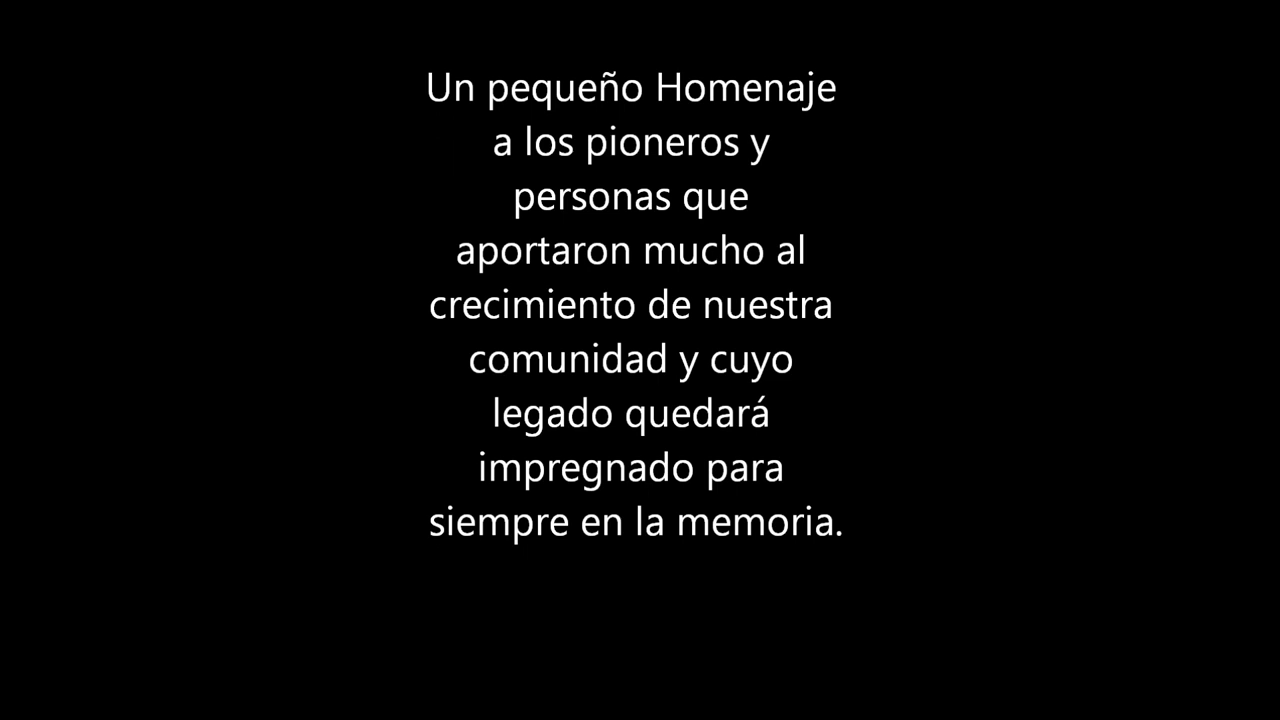 Un pequeño Homenaje
a los pioneros y
personas que
aportaron mucho al
crecimiento de nuestra
comunidad y cuyo
legado quedará
impregnado para
siempre en la memoria.